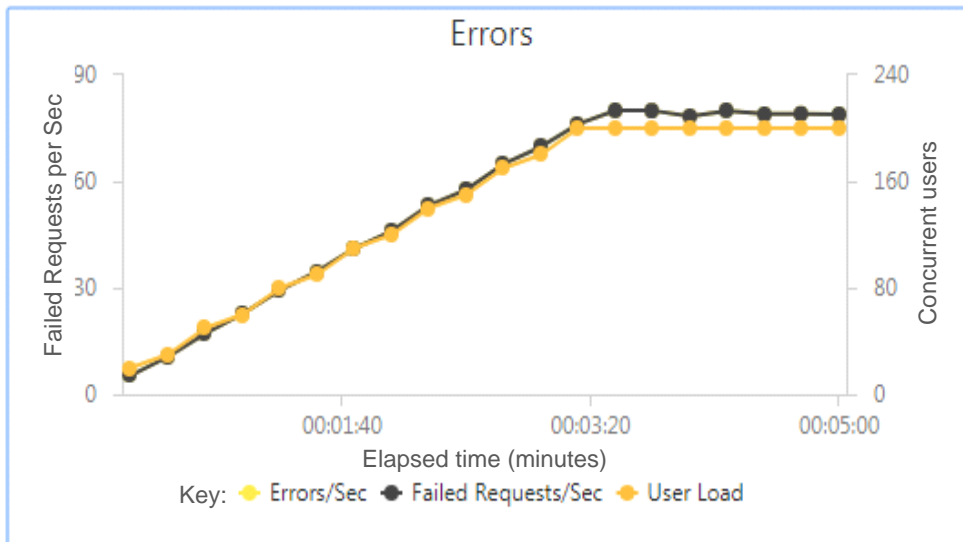 Errors
Failed Requests per Sec
90
60
30
0
Concurrent users
240
160
80
0
00:01:40
00:03:20
00:05:00
Elapsed time (minutes)
Key: Errors/Sec Failed Requests/Sec User Load